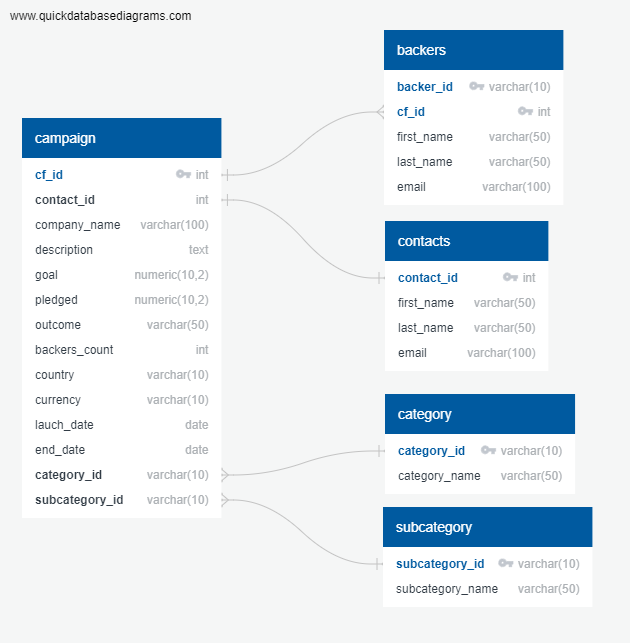 www.quickdatabasediagrams.com
campaign
cf_id int
contact_id int
company_name varchar(100)
description text
goal numeric(10,2)
pledged numeric(10,2)
outcome varchar(50)
backers_count int
country varchar(10)
currency varchar(10)
lauch_date date
end_date date
category_id varchar(10)
subcategory_id varchar(10)
backers
backer_id varchar(10)
cf_id int
first_name varchar(50)
last_name varchar(50)
email varchar(100)
contacts
contact_id int
first_name varchar(50)
last_name varchar(50)
email varchar(100)
category
category_id varchar(10)
category_name varchar(50)
subcategory
subcategory_id varchar(10)
subcategory_name varchar(50)